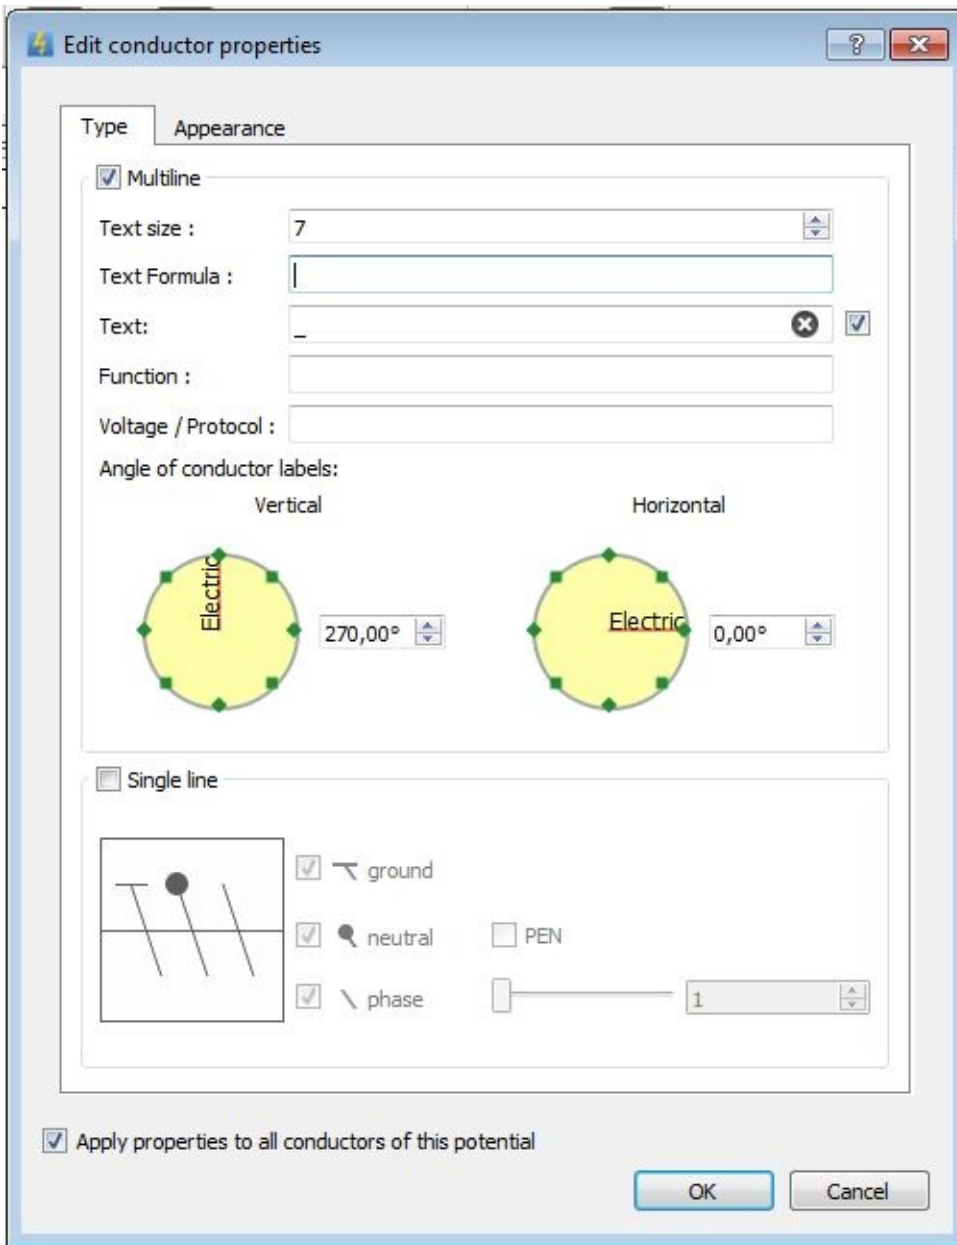 Edit conductor properties
?
Type Appearance
Multiline
Text size : 7
Text Formula :
Text: _
Function :
Voltage / Protocol :
Angle of conductor labels:
Vertical Horizontal
Electric 270,00° Electric 0,00°
Single line
ground
neutral PEN
phase 1
Apply properties to all conductors of this potential
OK Cancel